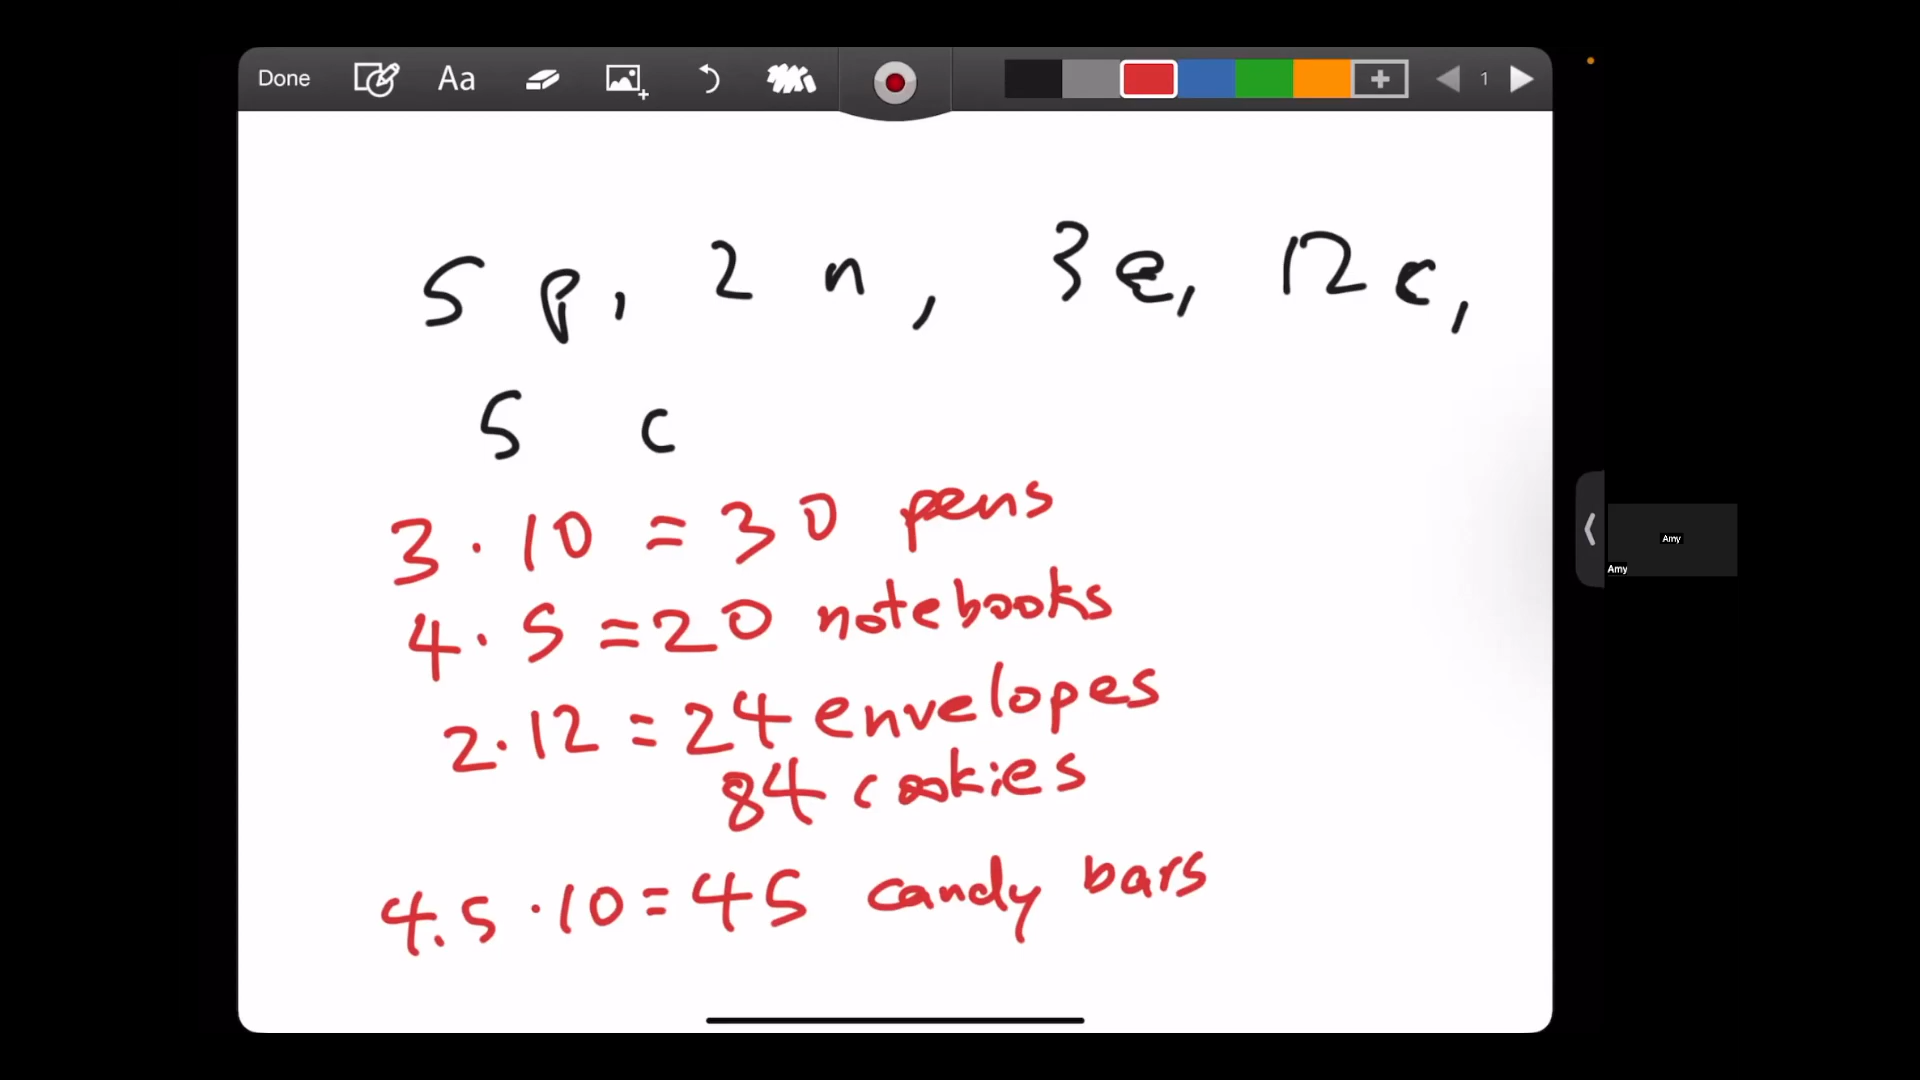 Done Aa 1
5 p, 2 n, 3 e, 12 c,
5 c
3 · 10 = 30 pens
4 · 5 = 20 notebooks
2 · 12 = 24 envelopes
84 cookies
4.5 · 10 = 45 candy bars
Amy
Amy